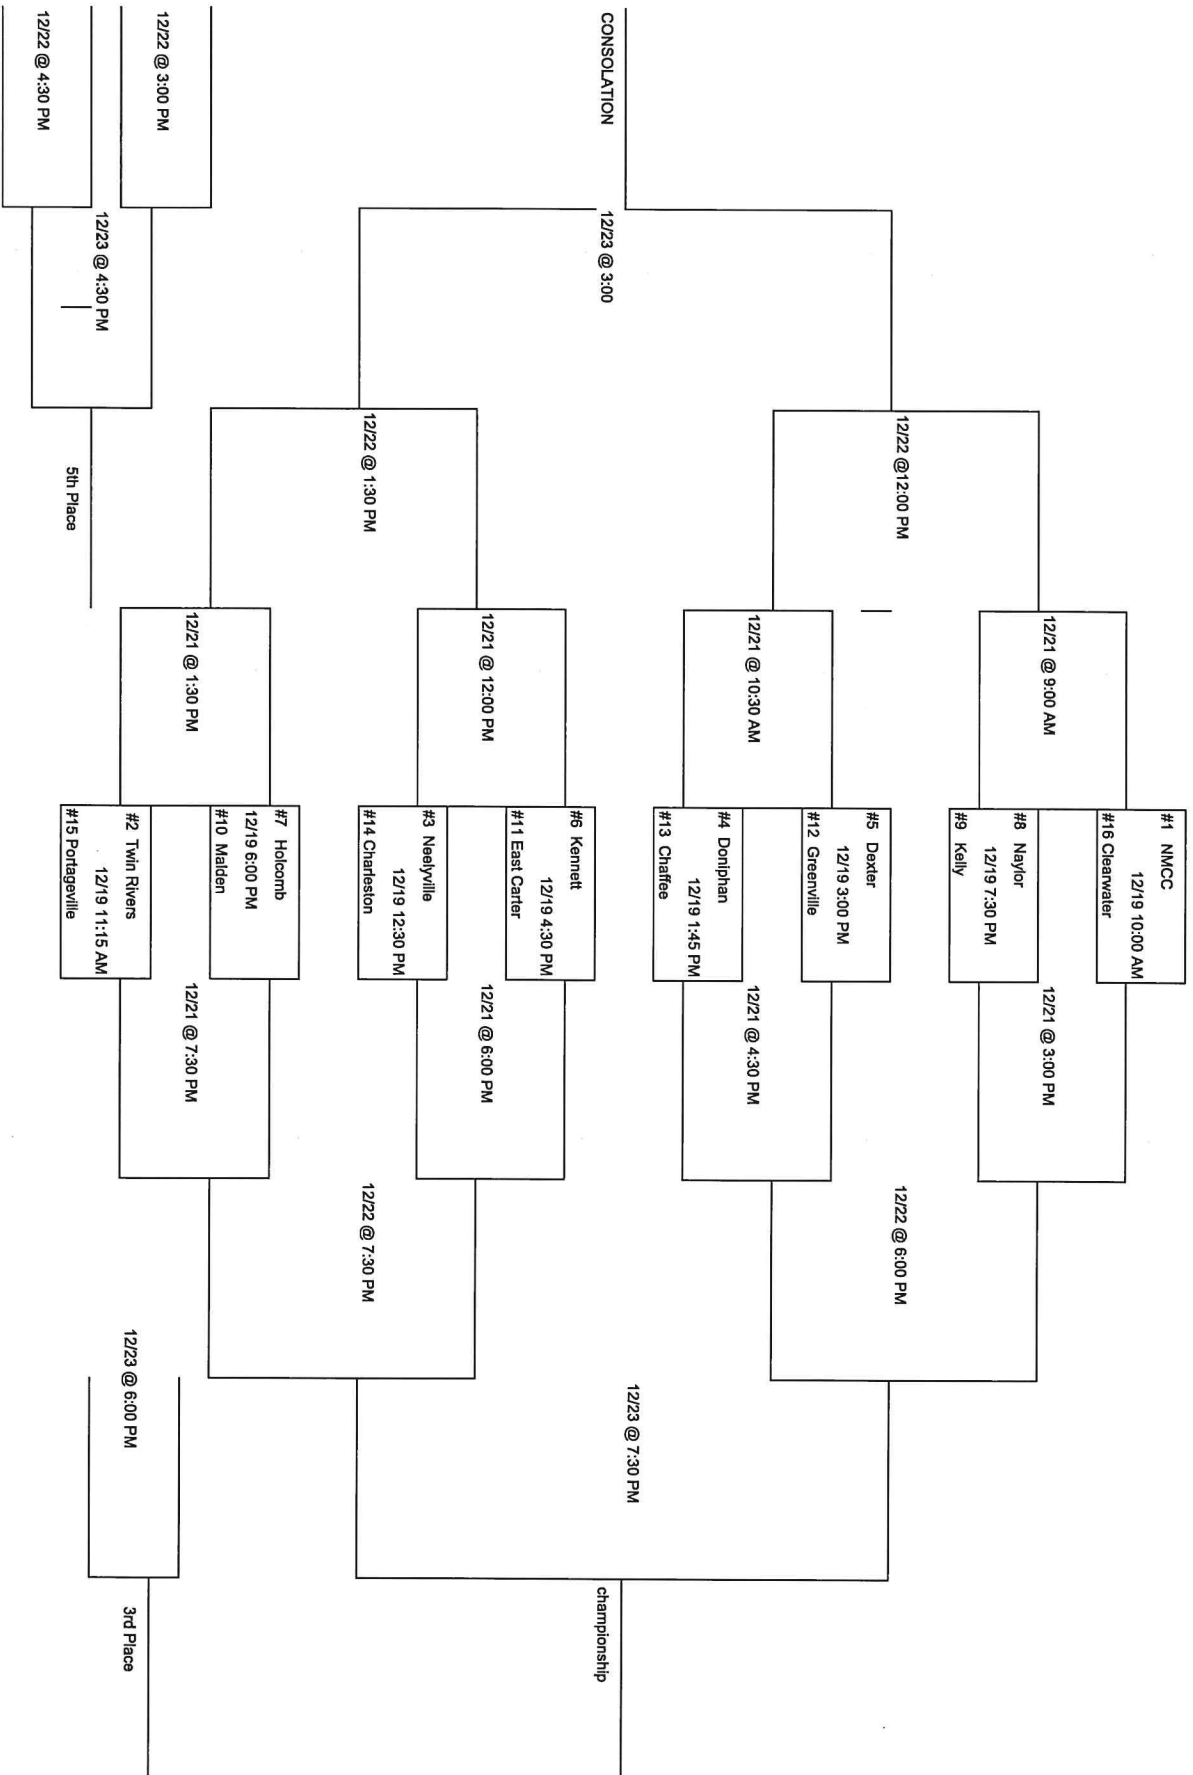 #1 NMCC
12/19 10:00 AM
#16 Clearwater
12/21 @ 9:00 AM
12/21 @ 3:00 PM
#8 Naylor
12/19 7:30 PM
#9 Kelly
12/22 @12:00 PM
12/22 @ 6:00 PM
#5 Dexter
12/19 3:00 PM
#12 Greenville
12/21 @ 10:30 AM
12/21 @ 4:30 PM
#4 Doniphan
12/19 1:45 PM
#13 Chaffee
CONSOLATION
12/23 @ 3:00
12/23 @ 7:30 PM
championship
#6 Kennett
12/19 4:30 PM
#11 East Carter
12/21 @ 12:00 PM
12/21 @ 6:00 PM
#3 Neelyville
12/19 12:30 PM
#14 Charleston
12/22 @ 1:30 PM
12/22 @ 7:30 PM
#7 Holcomb
12/19 6:00 PM
#10 Malden
12/21 @ 1:30 PM
12/21 @ 7:30 PM
#2 Twin Rivers
12/19 11:15 AM
#15 Portageville
12/22 @ 3:00 PM
12/23 @ 4:30 PM
5th Place
12/22 @ 4:30 PM
12/23 @ 6:00 PM
3rd Place